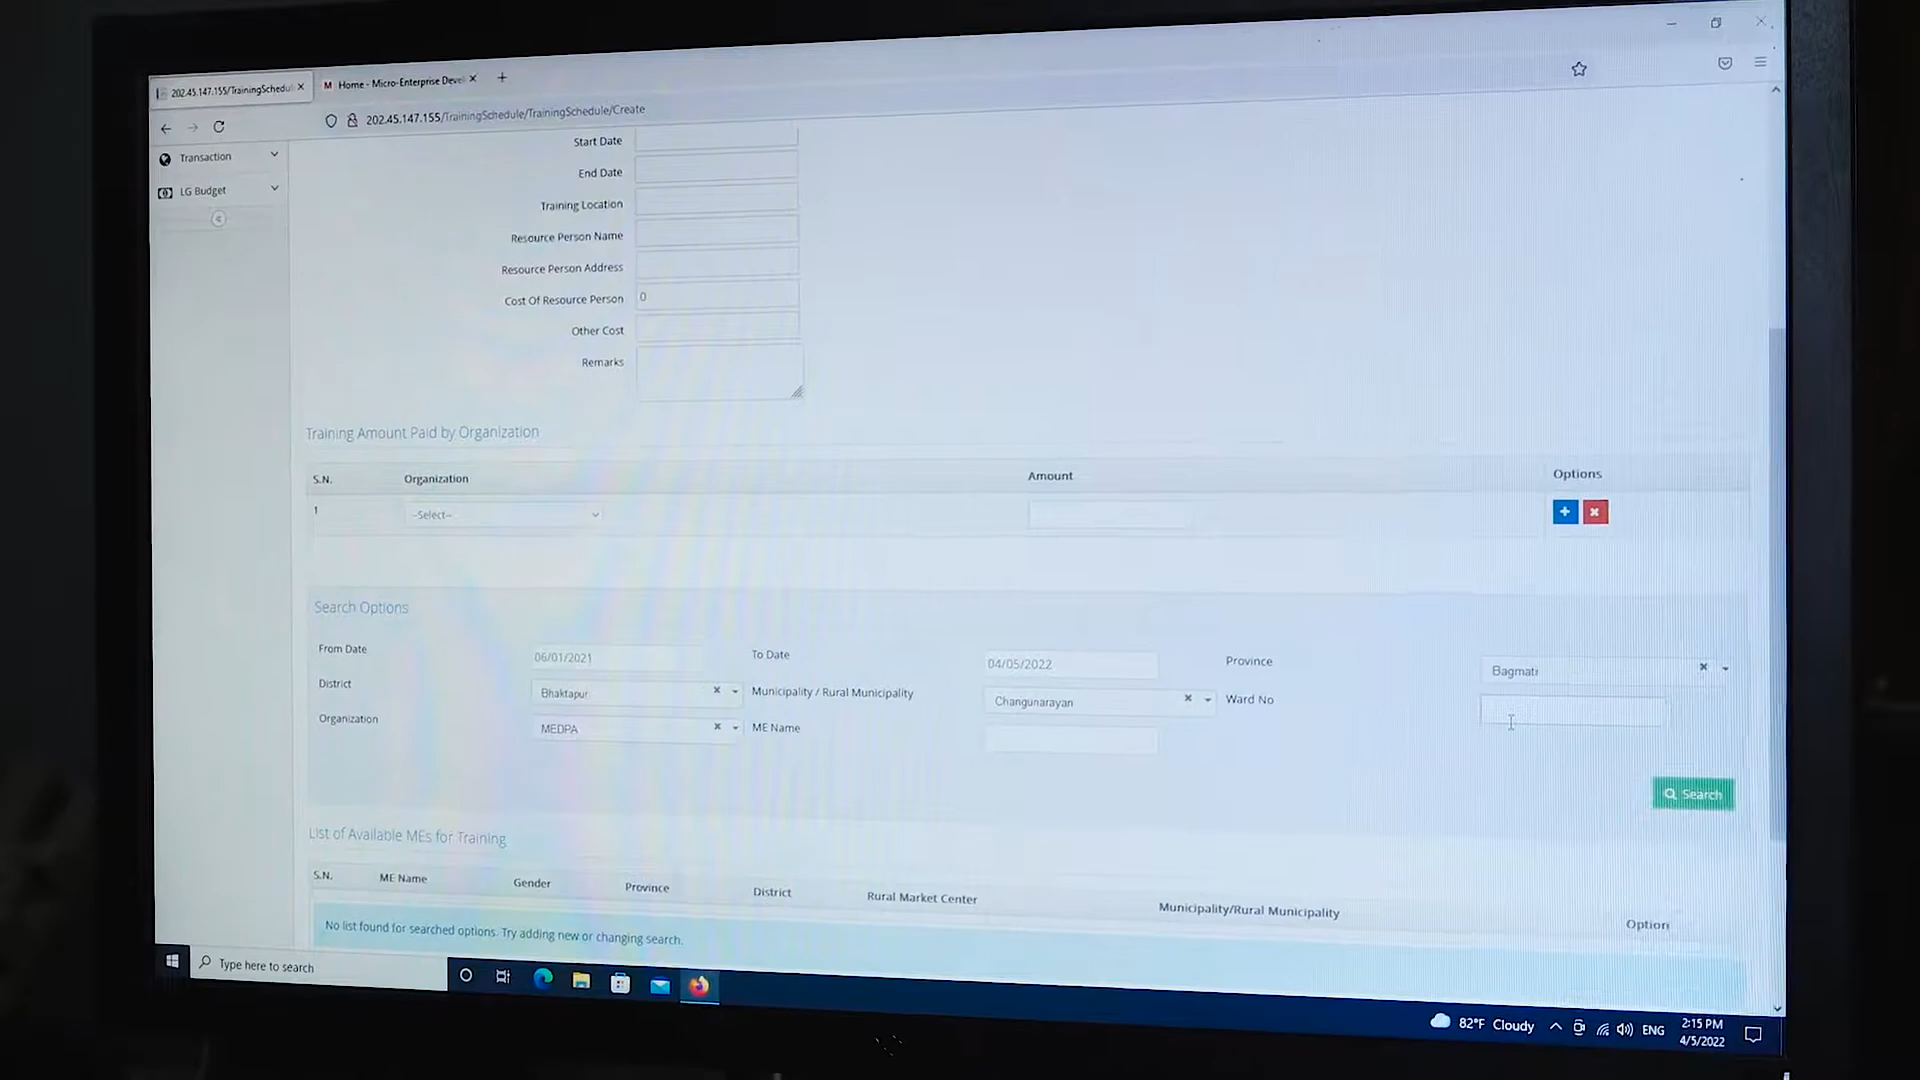 202.45.147.155/TrainingSchedul
M Home - Micro-Enterprise Devel
202.45.147.155/TrainingSchedule/TrainingSchedule/Create
Transaction
LG Budget
Start Date
End Date
Training Location
Resource Person Name
Resource Person Address
Cost Of Resource Person 0
Other Cost
Remarks
Training Amount Paid by Organization
S.N. Organization Amount Options
1 --Select--
Search Options
From Date 06/01/2021 To Date 04/05/2022 Province Bagmati
District Bhaktapur Municipality / Rural Municipality Changunarayan Ward No
Organization MEDPA ME Name
Search
List of Available MEs for Training
S.N. ME Name Gender Province District Rural Market Center Municipality/Rural Municipality Option
No list found for searched options. Try adding new or changing search.
Type here to search
82°F Cloudy ENG 2:15 PM
4/5/2022